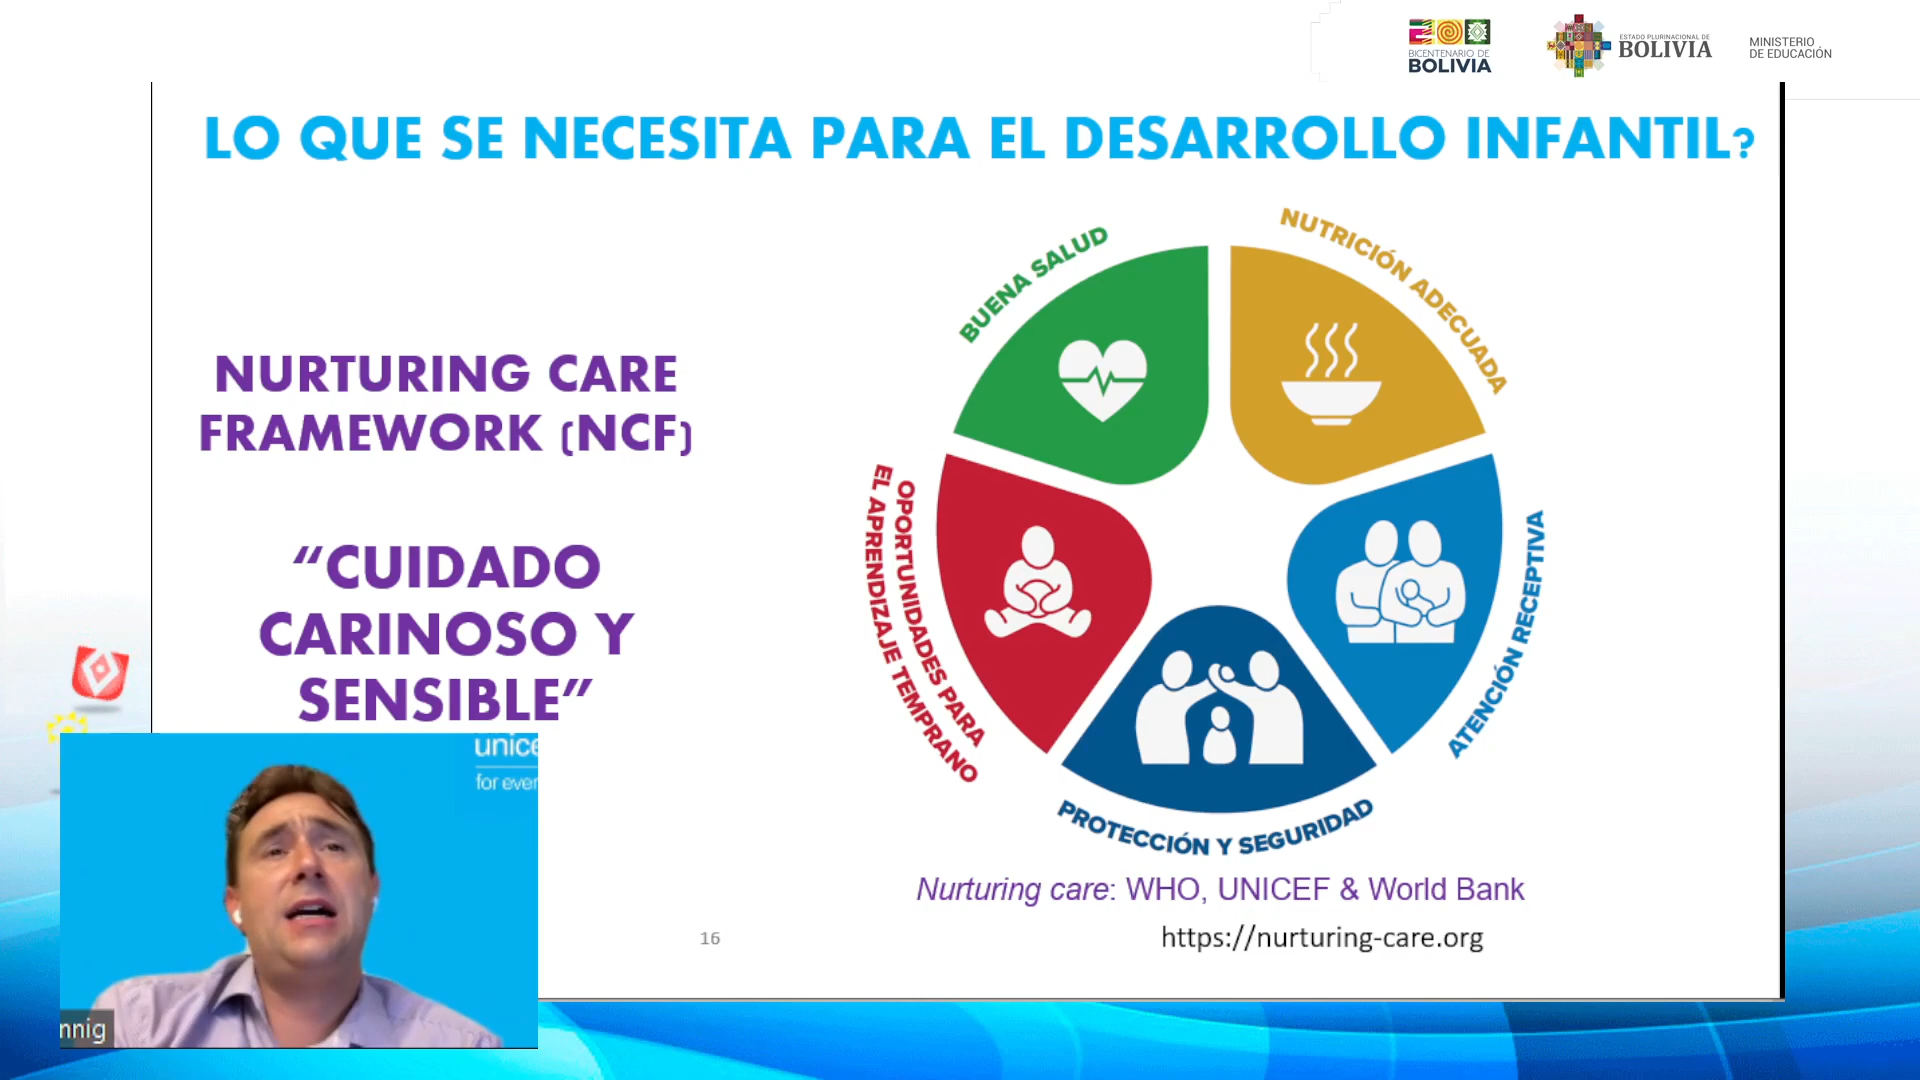 BICENTENARIO DE
BOLIVIA
ESTADO PLURINACIONAL DE
BOLIVIA
MINISTERIO
DE EDUCACIÓN
LO QUE SE NECESITA PARA EL DESARROLLO INFANTIL?
NURTURING CARE
FRAMEWORK (NCF)
“CUIDADO
CARINOSO Y
SENSIBLE”
BUENA SALUD
NUTRICIÓN ADECUADA
OPORTUNIDADES PARA
EL APRENDIZAJE TEMPRANO
ATENCIÓN RECEPTIVA
PROTECCIÓN Y SEGURIDAD
Nurturing care: WHO, UNICEF & World Bank
https://nurturing-care.org
16
unice
for ever
nnig